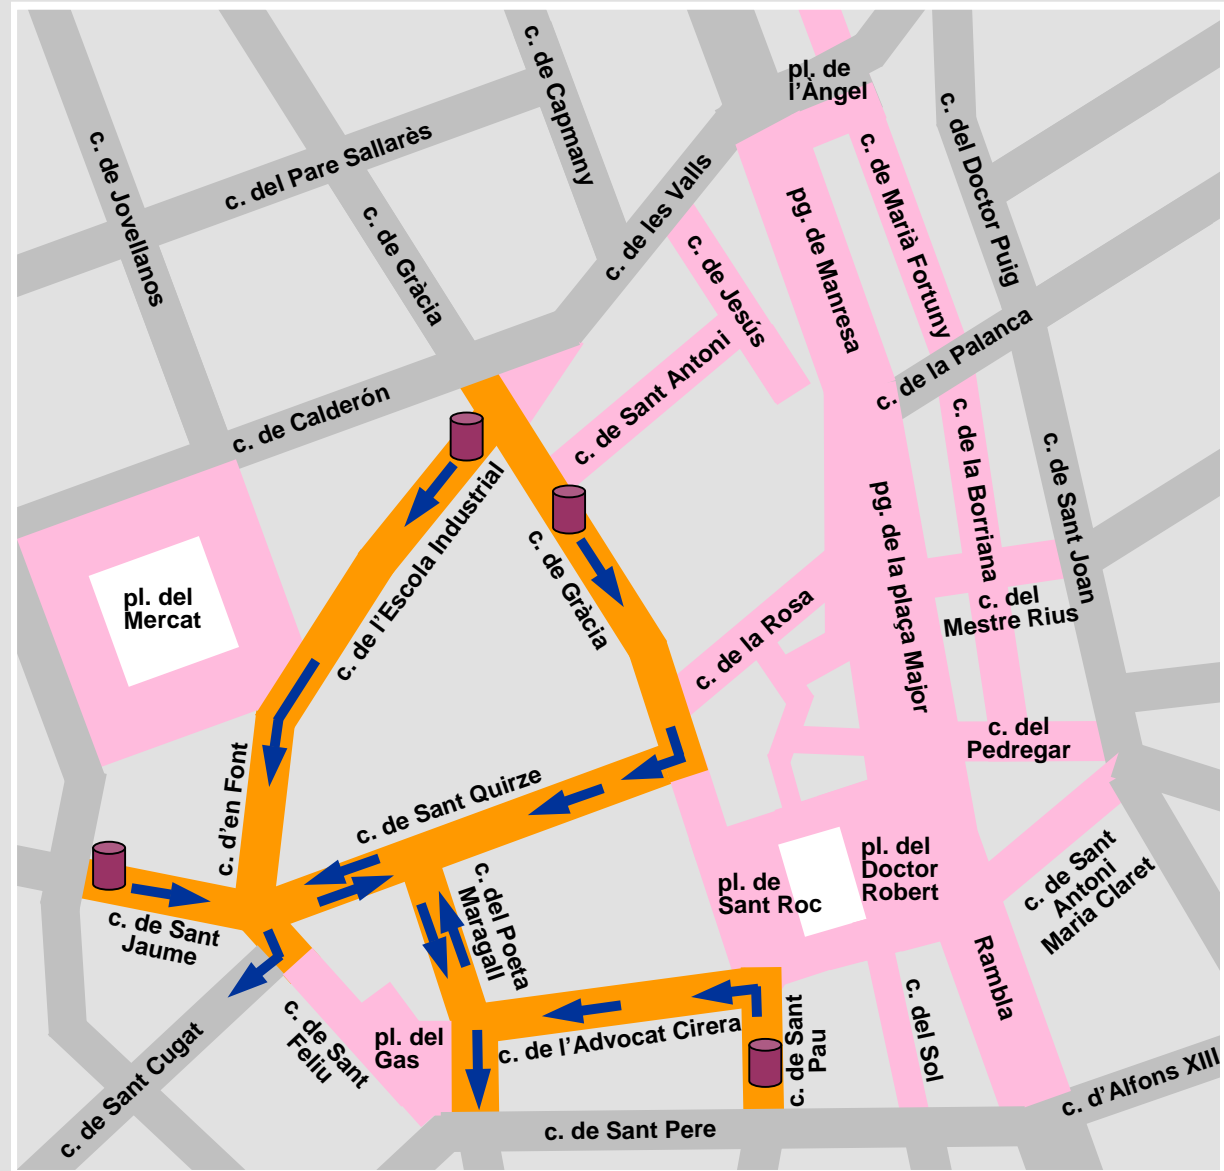 pl. de
l'Àngel
c. de Capmany
c. del Doctor Puig
c. de Jovellanos
c. del Pare Sallarès
c. de Gràcia
c. de les Valls
c. de Marià Fortuny
pg. de Manresa
c. de Jesús
c. de la Palanca
c. de Calderón
c. de Sant Antoni
c. de la Borriana
c. de Sant Joan
c. de l'Escola Industrial
c. de Gràcia
pg. de la plaça Major
pl. del
Mercat
c. de la Rosa
c. del
Mestre Rius
c. del
Pedregar
c. d'en Font
c. de Sant Quirze
c. del Poeta
Maragall
pl. de
Sant Roc
pl. del
Doctor
Robert
c. de Sant
Antoni
Maria Claret
c. de Sant
Jaume
Rambla
c. de Sant
Feliu
pl. del
Gas
c. de l'Advocat Cirera
c. de Sant
Pau
c. del Sol
c. de Sant Cugat
c. de Sant Pere
c. d'Alfons XIII